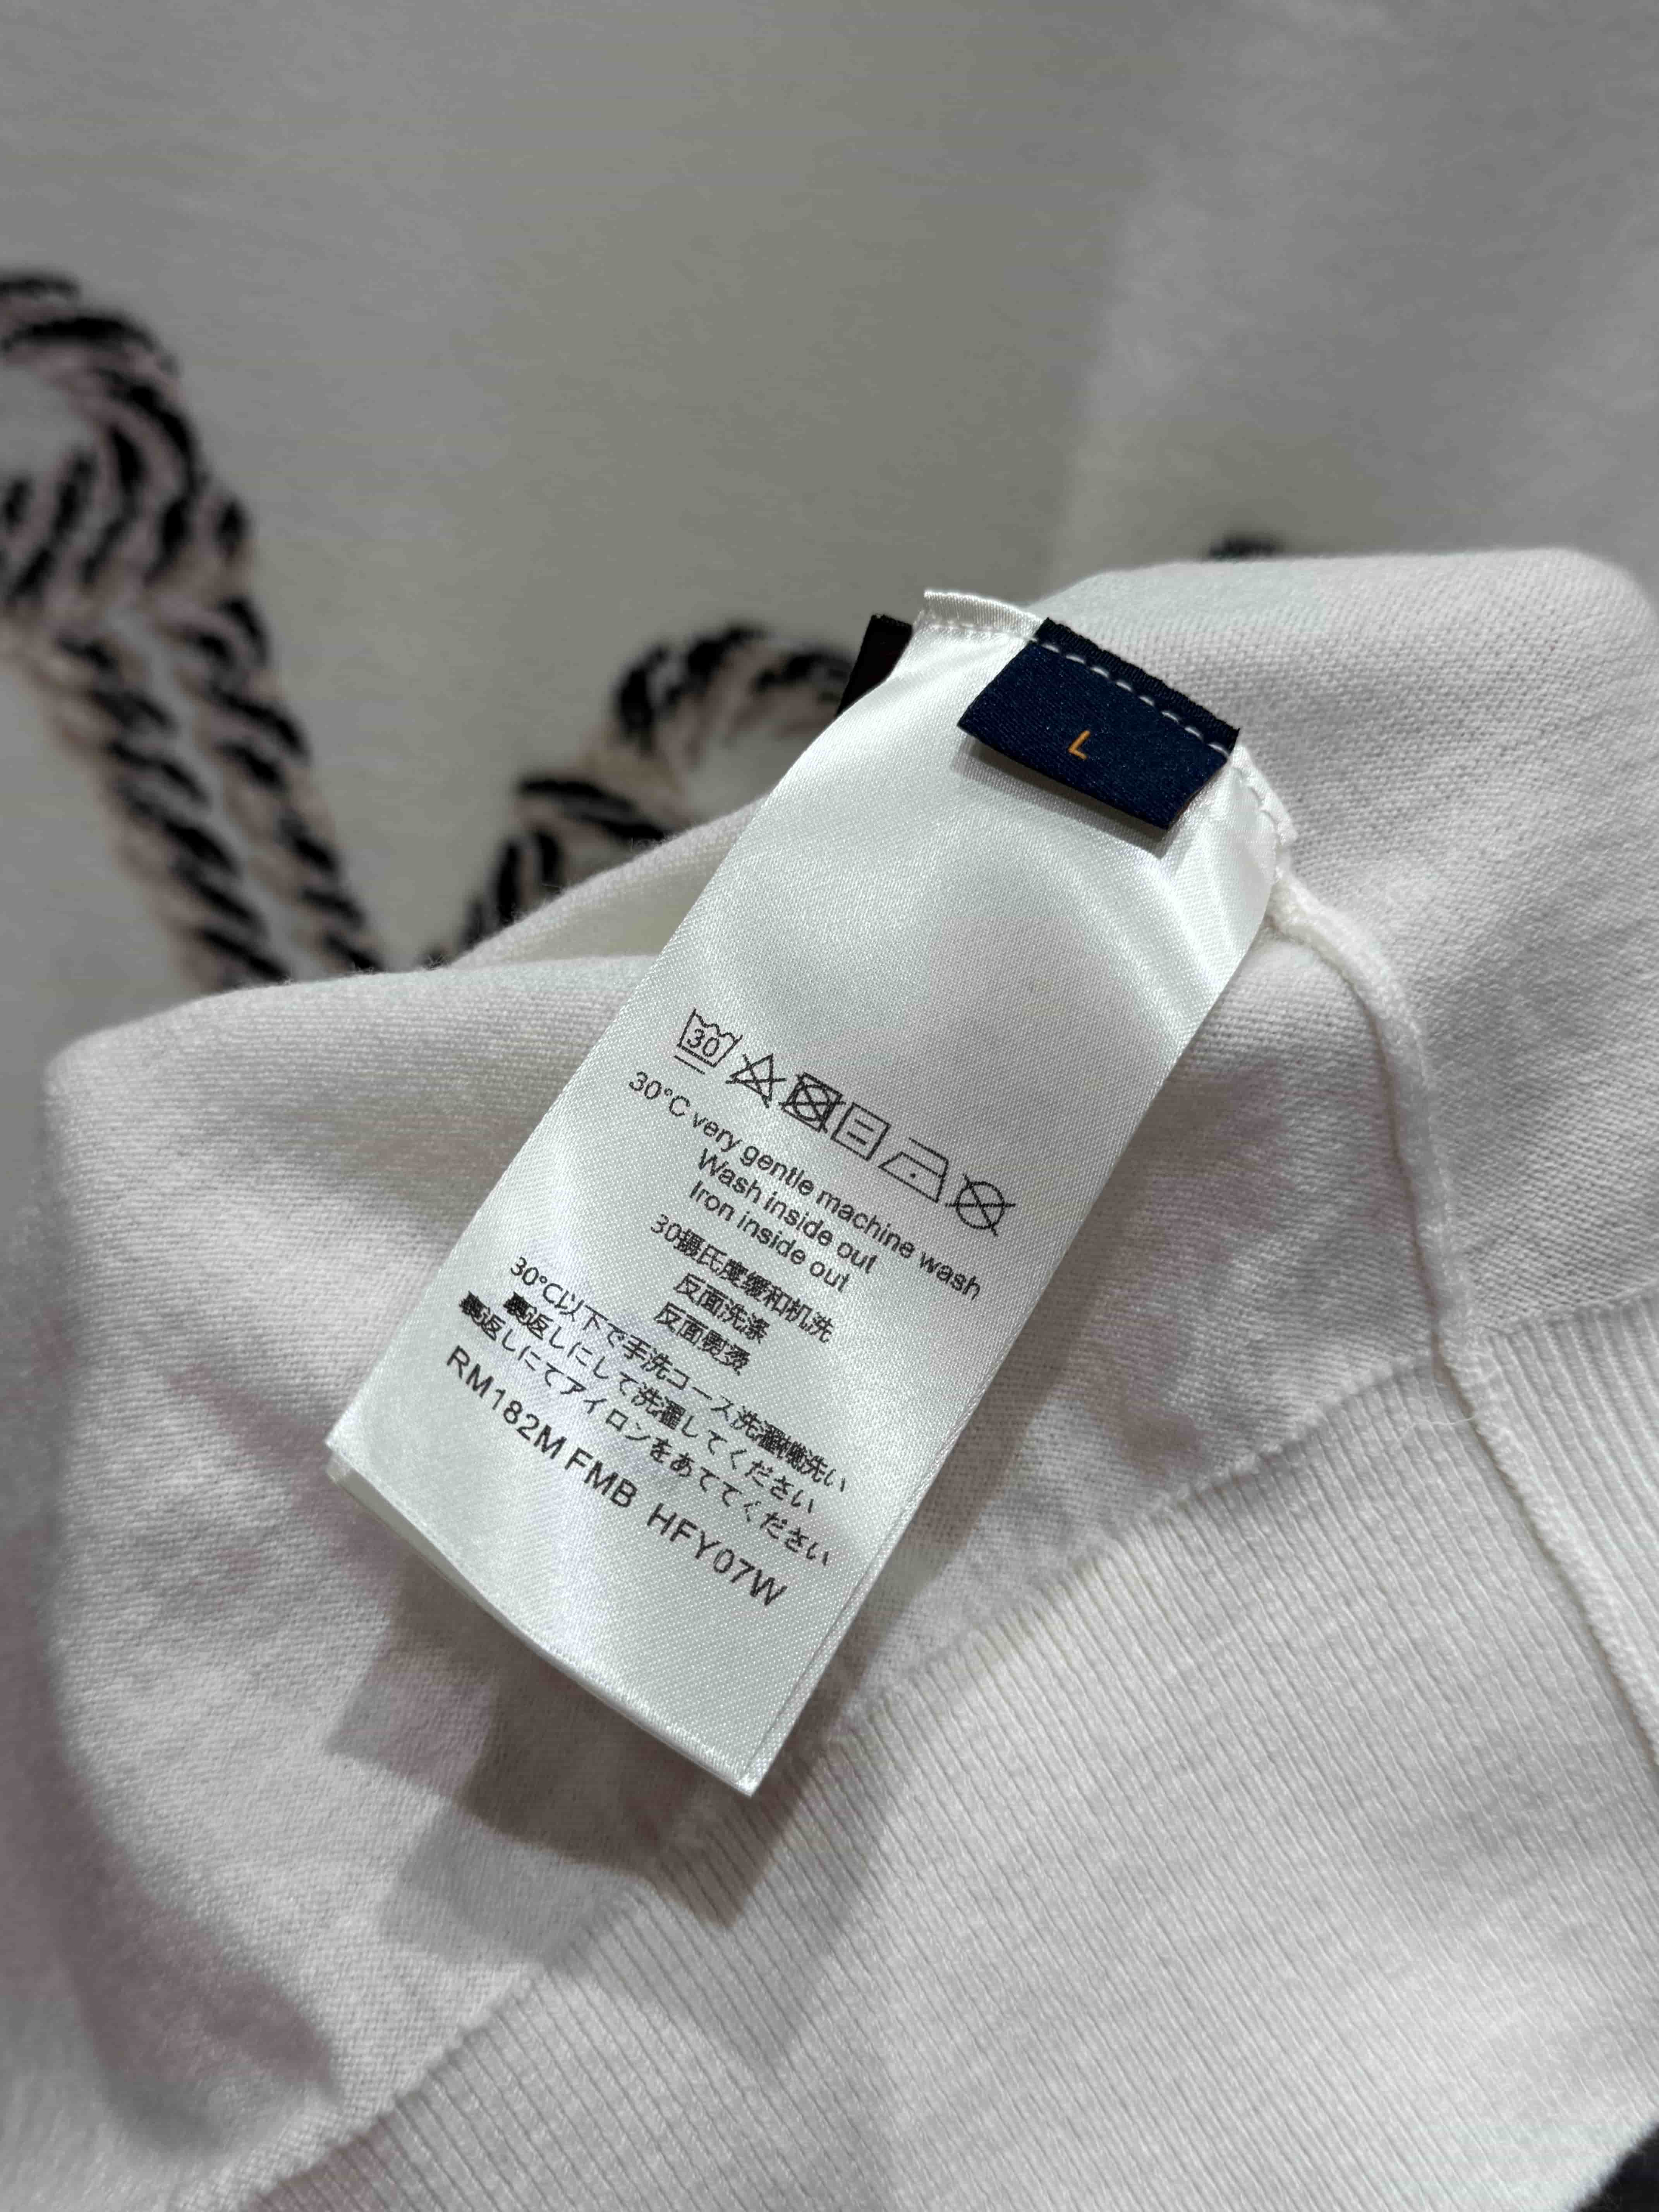 L
30
30°C very gentle machine wash
Wash inside out
Iron inside out
30摄氏度缓和机洗
反面洗涤
反面熨烫
30°C以下で手洗コース洗濯機洗い
裏返しにして洗濯してください
裏返しにてアイロンをあててください
RM182M FMB HFY07W